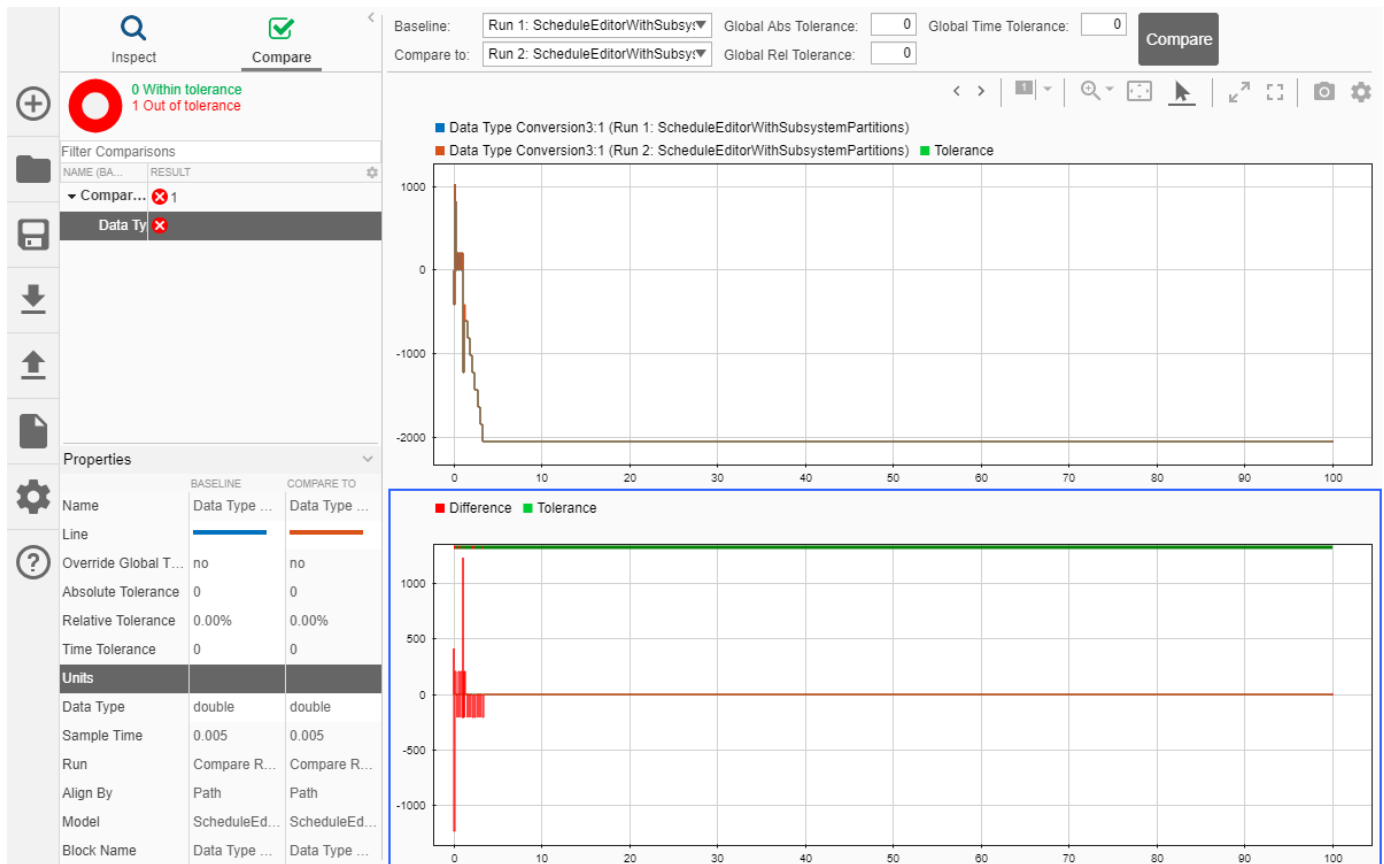 Inspect
Compare
Baseline:
Run 1: ScheduleEditorWithSubsys
Global Abs Tolerance:
0
Global Time Tolerance:
0
Compare
Compare to:
Run 2: ScheduleEditorWithSubsys
Global Rel Tolerance:
0
0 Within tolerance
1 Out of tolerance
Filter Comparisons
NAME (BA... RESULT
Compar... 1
Data Ty
1
Data Type Conversion3:1 (Run 1: ScheduleEditorWithSubsystemPartitions)
Data Type Conversion3:1 (Run 2: ScheduleEditorWithSubsystemPartitions) Tolerance
1000
0
-1000
-2000
0 10 20 30 40 50 60 70 80 90 100
Properties
BASELINE COMPARE TO
Name Data Type ... Data Type ...
Line
Override Global T... no no
Absolute Tolerance 0 0
Relative Tolerance 0.00% 0.00%
Time Tolerance 0 0
Units
Data Type double double
Sample Time 0.005 0.005
Run Compare R... Compare R...
Align By Path Path
Model ScheduleEd... ScheduleEd...
Block Name Data Type ... Data Type ...
Difference Tolerance
1000
500
0
-500
-1000
0 10 20 30 40 50 60 70 80 90 100